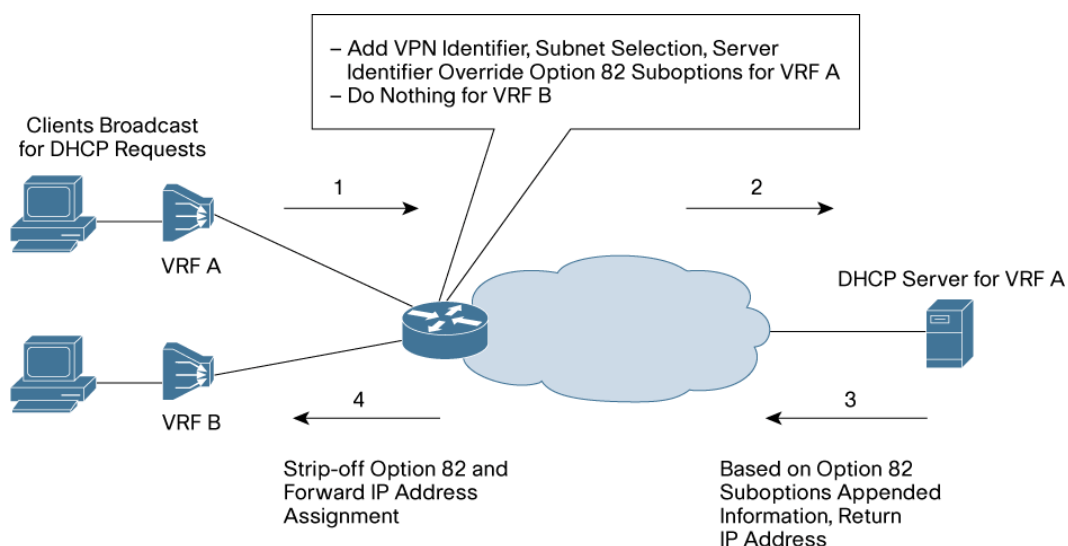 – Add VPN Identifier, Subnet Selection, Server
Identifier Override Option 82 Suboptions for VRF A
– Do Nothing for VRF B
Clients Broadcast
for DHCP Requests
1
2
VRF A
DHCP Server for VRF A
VRF B
4
3
Strip-off Option 82 and
Forward IP Address
Assignment
Based on Option 82
Suboptions Appended
Information, Return
IP Address